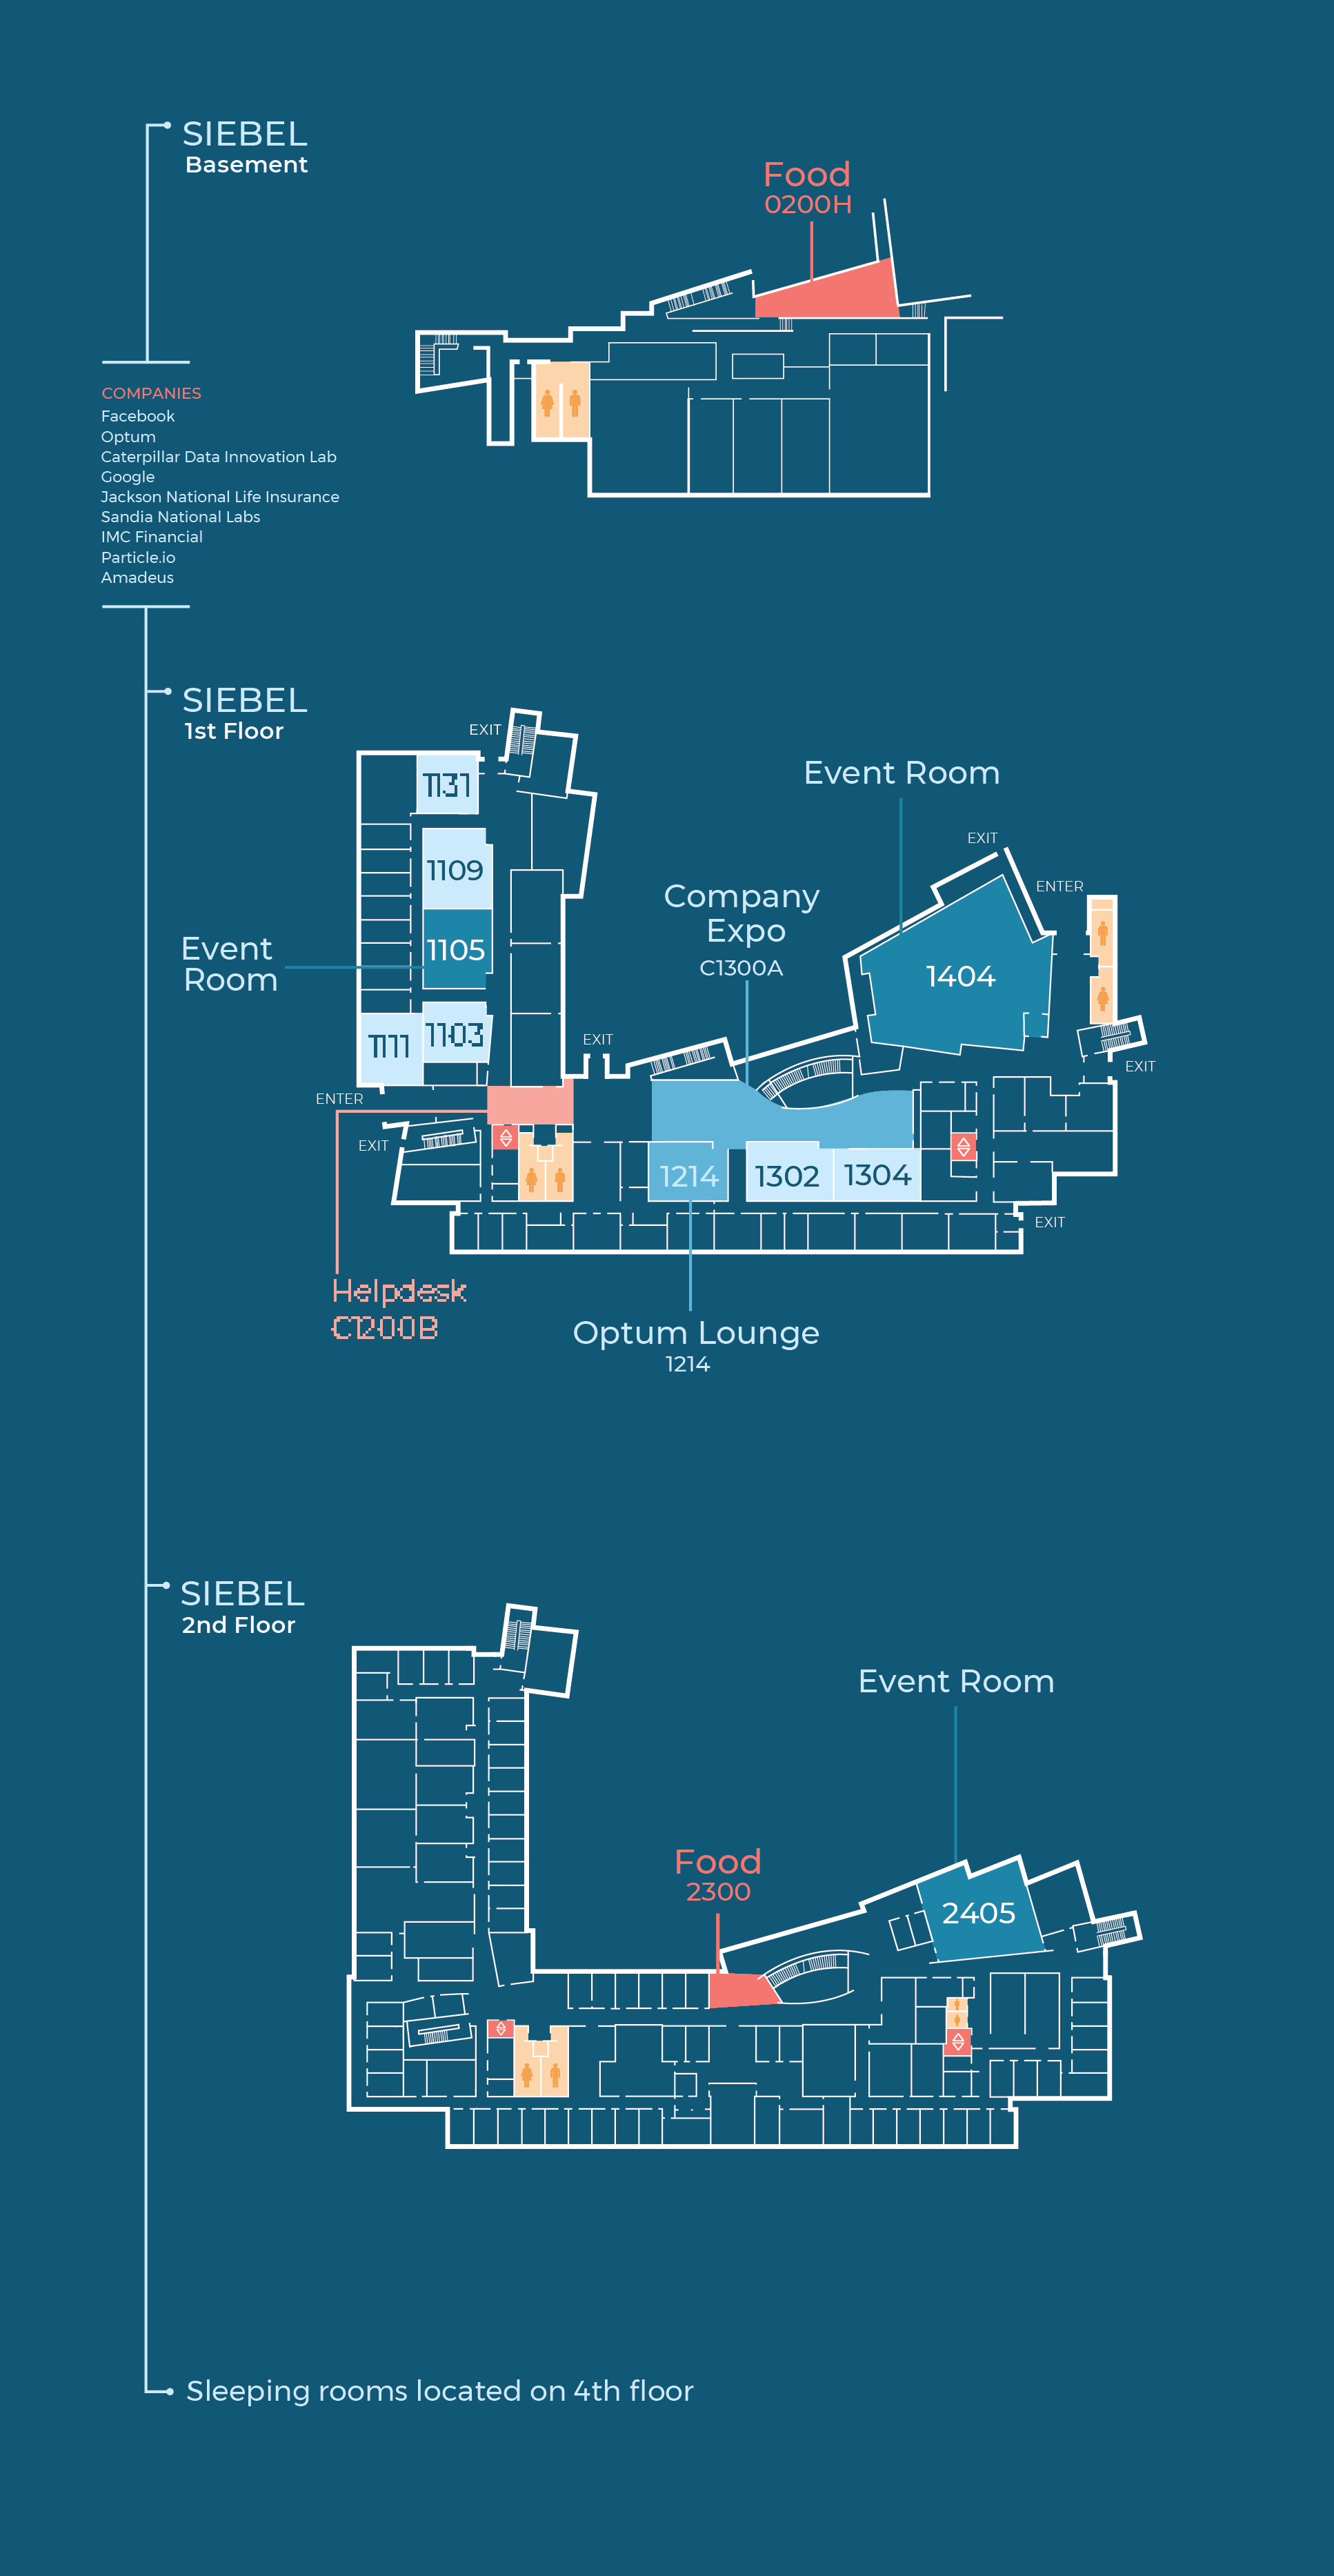 SIEBEL
Basement
Food
0200H
COMPANIES
Facebook
Optum
Caterpillar Data Innovation Lab
Google
Jackson National Life Insurance
Sandia National Labs
IMC Financial
Particle.io
Amadeus
SIEBEL
1st Floor
EXIT
1131
Event Room
EXIT
1109
ENTER
Company
Expo
C1300A
Event
Room
1105
1404
1103
1111
EXIT
EXIT
ENTER
EXIT
1214
1302
1304
EXIT
Helpdesk
C1200B
Optum Lounge
1214
SIEBEL
2nd Floor
Event Room
Food
2300
2405
Sleeping rooms located on 4th floor